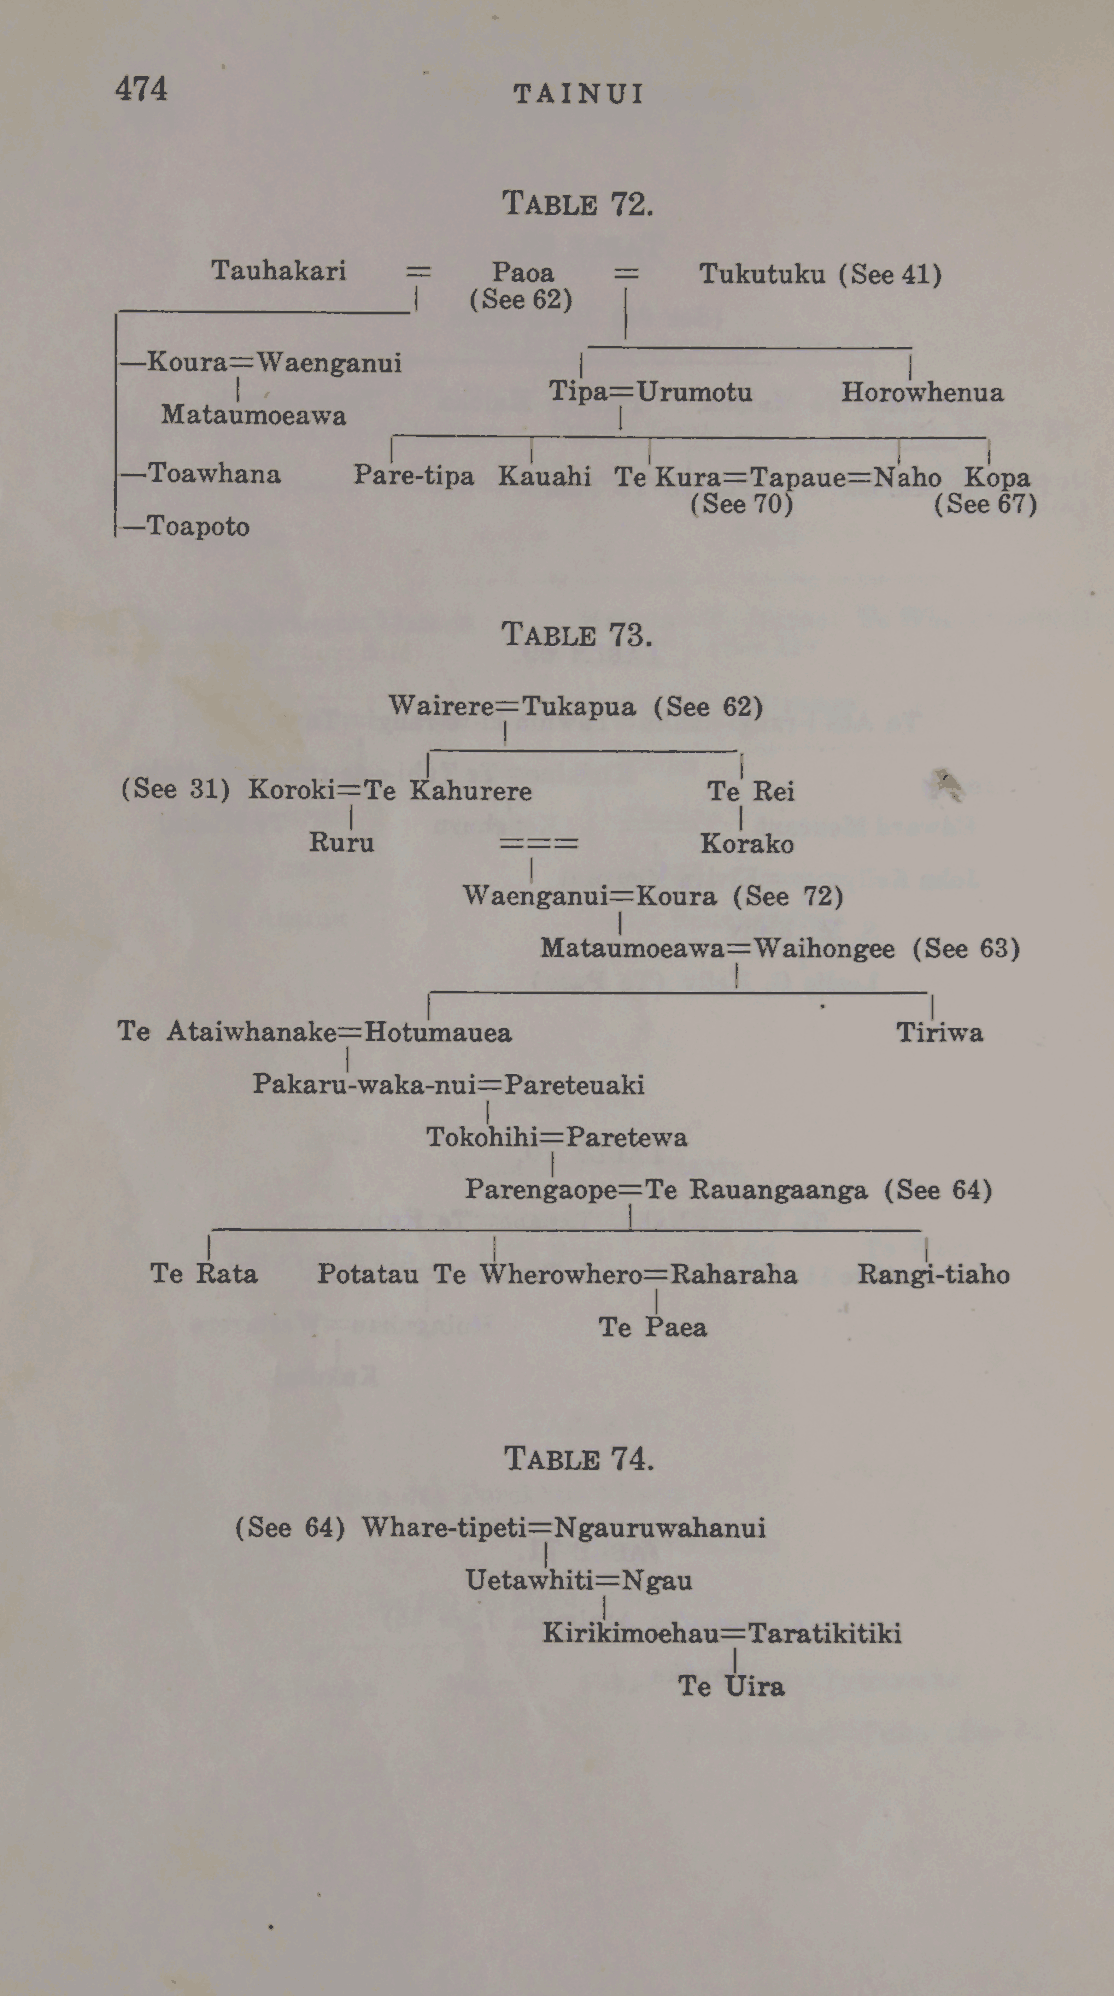 474 TAINUI
TABLE 72.
Tauhakari = Paoa = Tukutuku (See 41)
(See 62)
—Koura=Waenganui
Tipa=Urumotu Horowhenua
Mataumoeawa
—Toawhana Pare-tipa Kauahi Te Kura=Tapaue=Naho Kopa
(See 70) (See 67)
—Toapoto
TABLE 73.
Wairere=Tukapua (See 62)
(See 31) Koroki=Te Kahurere Te Rei
Ruru === Korako
Waenganui=Koura (See 72)
Mataumoeawa=Waihongee (See 63)
Te Ataiwhanake=Hotumauea Tiriwa
Pakaru-waka-nui=Pareteuaki
Tokohihi=Paretewa
Parengaope=Te Rauangaanga (See 64)
Te Rata Potatau Te Wherowhero=Raharaha Rangi-tiaho
Te Paea
TABLE 74.
(See 64) Whare-tipeti=Ngauruwahanui
Uetawhiti=Ngau
Kirikimoehau=Taratikitiki
Te Uira